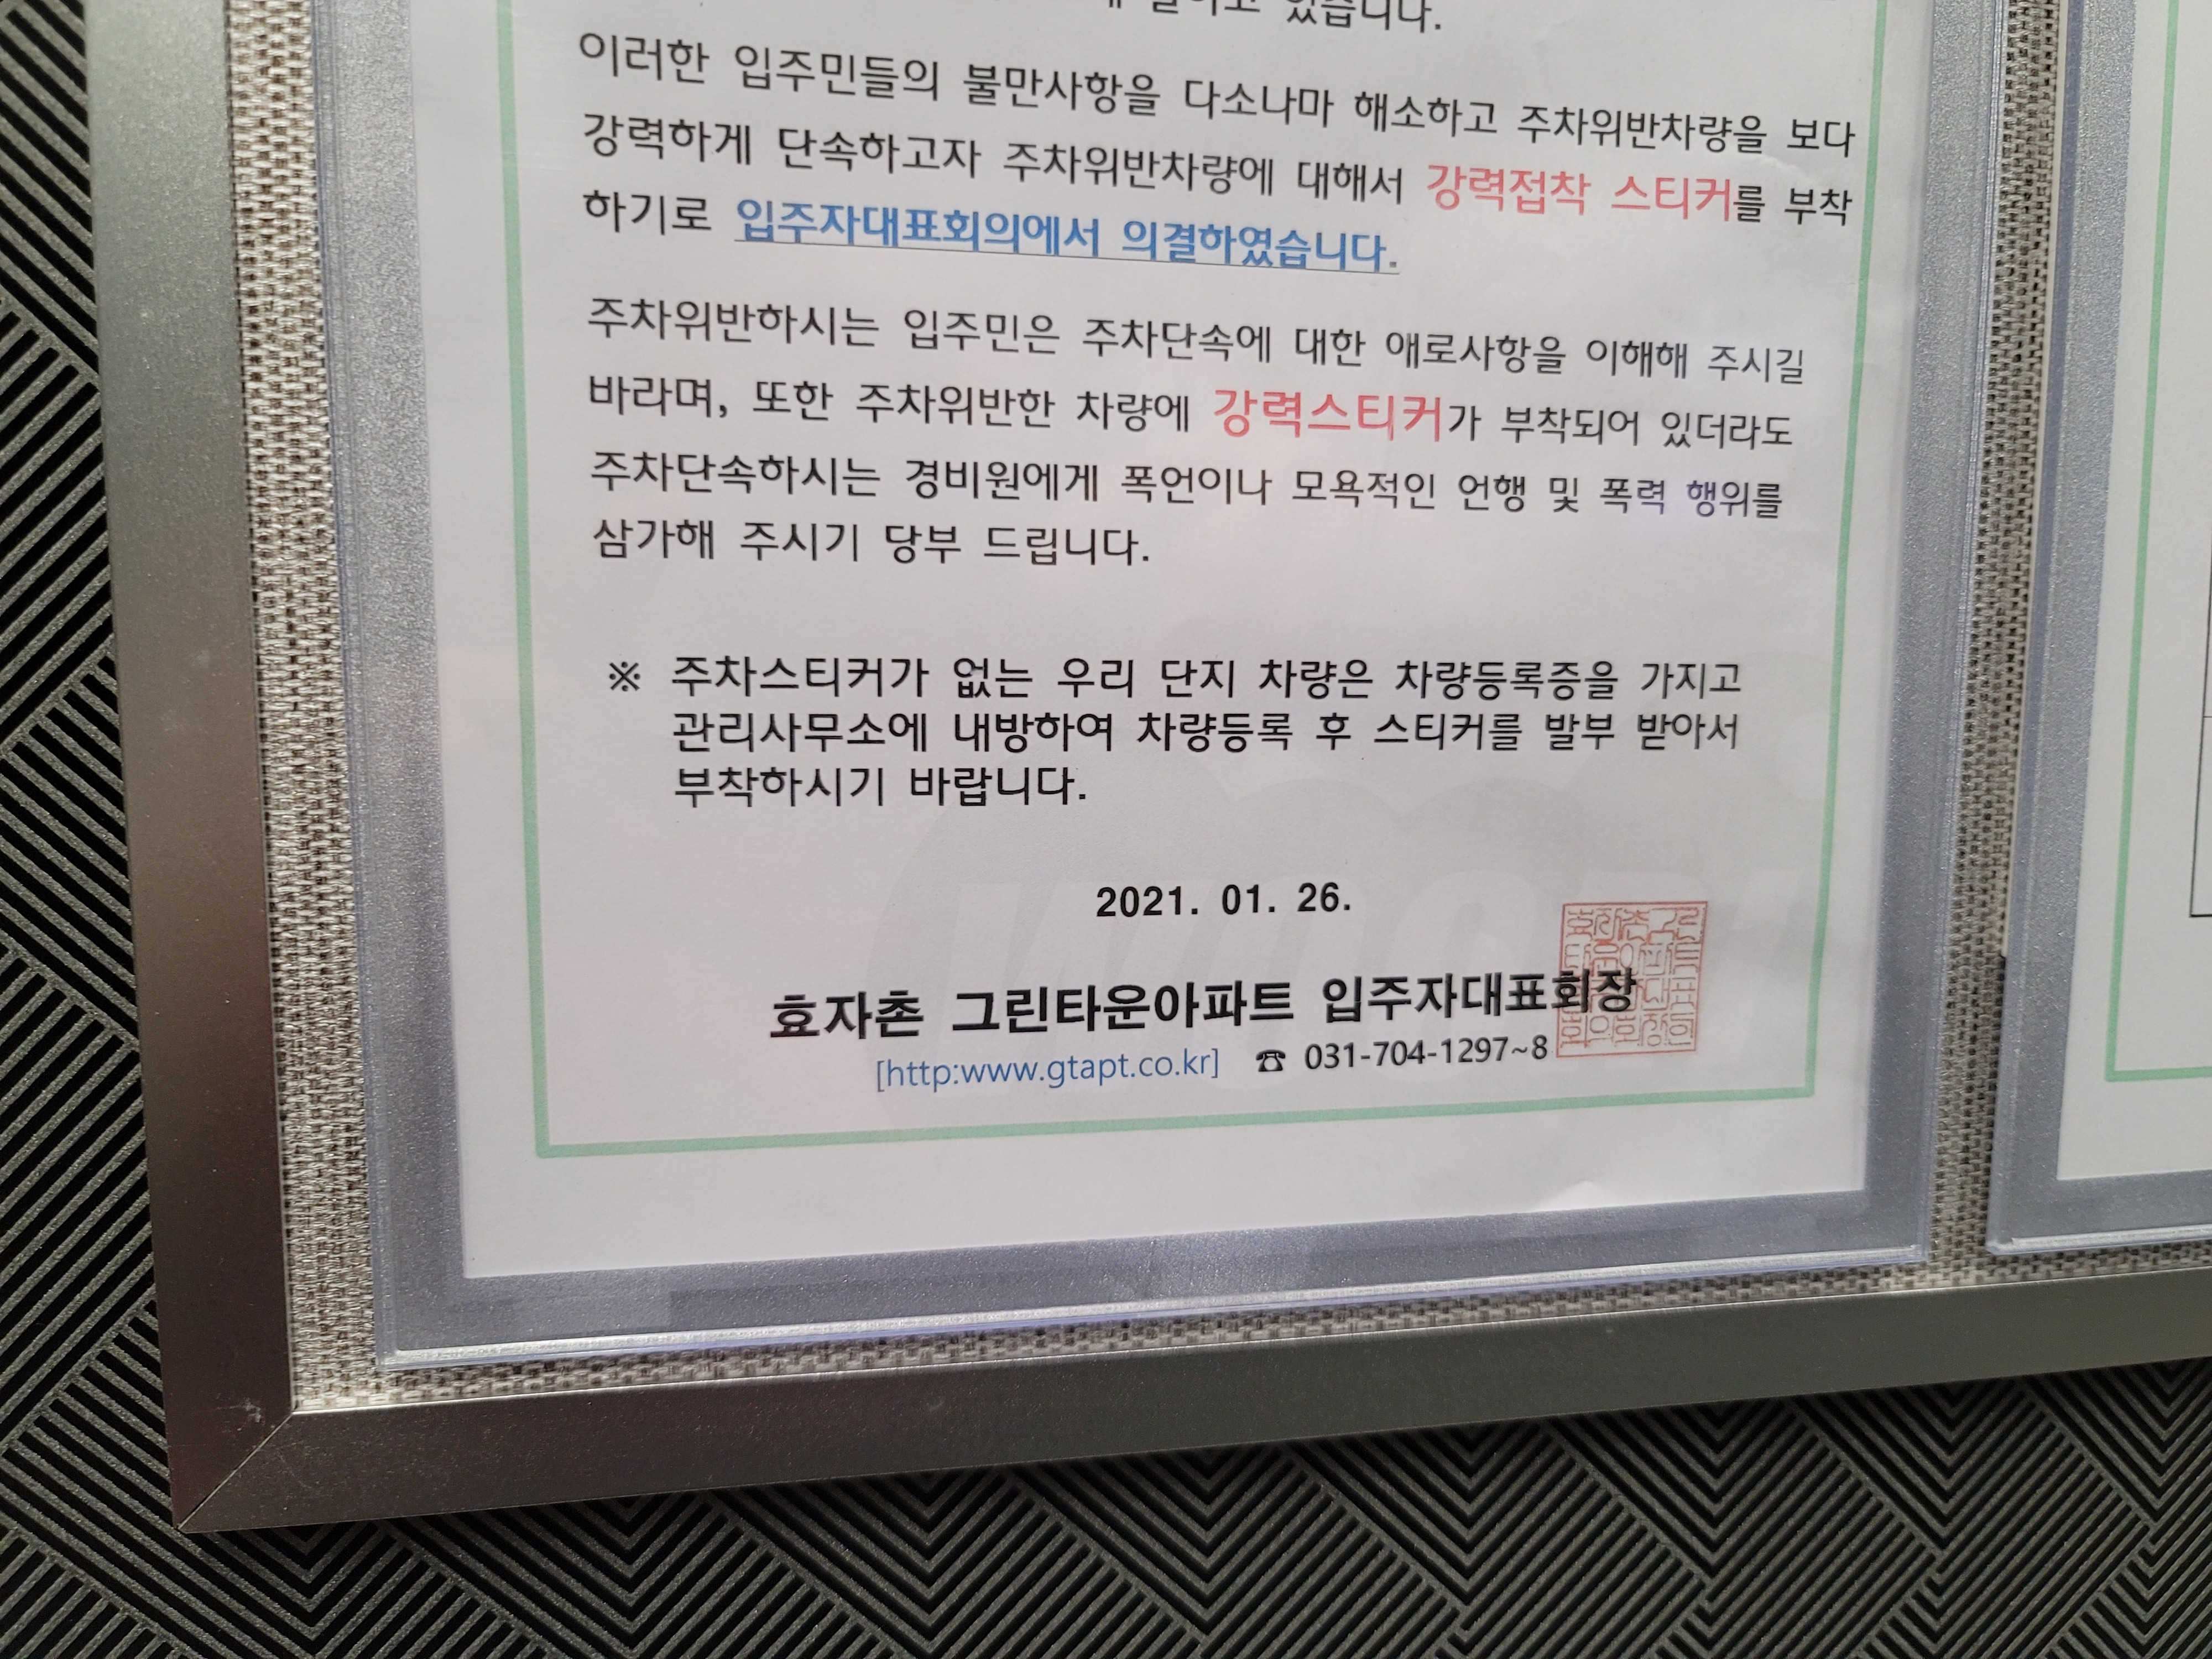 있습니다.
이러한 입주민들의 불만사항을 다소나마 해소하고 주차위반차량을 보다
강력하게 단속하고자 주차위반차량에 대해서 강력접착 스티커를 부착
하기로 입주자대표회의에서 의결하였습니다.
주차위반하시는 입주민은 주차단속에 대한 애로사항을 이해해 주시길
바라며, 또한 주차위반한 차량에 강력스티커가 부착되어 있더라도
주차단속하시는 경비원에게 폭언이나 모욕적인 언행 및 폭력 행위를
삼가해 주시기 당부 드립니다.
※ 주차스티커가 없는 우리 단지 차량은 차량등록증을 가지고
관리사무소에 내방하여 차량등록 후 스티커를 발부 받아서
부착하시기 바랍니다.
2021. 01. 26.
효자촌 그린타운아파트 입주자대표회장
[http:www.gtapt.co.kr] ☎ 031-704-1297~8